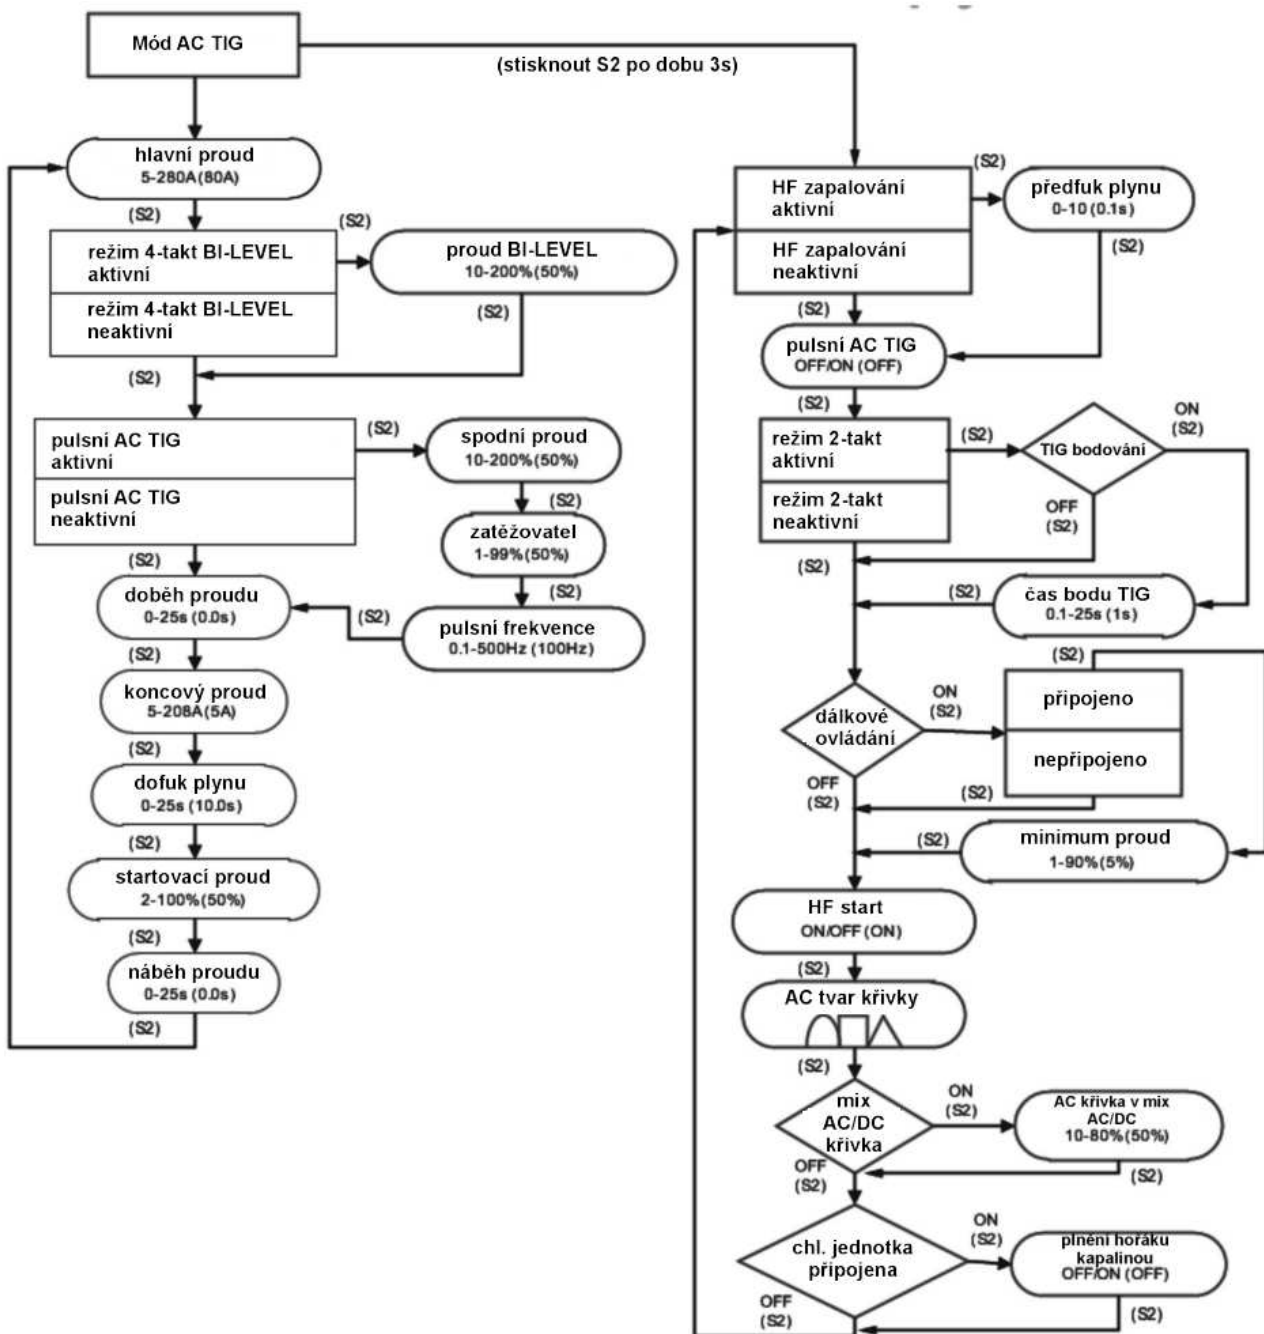 Mód AC TIG
(stisknout S2 po dobu 3s)
hlavní proud
5-280A(80A)
(S2)
(S2)
režim 4-takt BI-LEVEL
aktivní
režim 4-takt BI-LEVEL
neaktivní
proud BI-LEVEL
10-200%(50%)
(S2)
(S2)
pulsní AC TIG
aktivní
pulsní AC TIG
neaktivní
(S2)
spodní proud
10-200%(50%)
(S2)
zatěžovatel
1-99%(50%)
(S2)
pulsní frekvence
0.1-500Hz (100Hz)
(S2)
(S2)
doběh proudu
0-25s (0.0s)
(S2)
koncový proud
5-208A(5A)
(S2)
dofuk plynu
0-25s (10.0s)
(S2)
startovací proud
2-100%(50%)
(S2)
náběh proudu
0-25s (0.0s)
(S2)
HF zapalování
aktivní
HF zapalování
neaktivní
(S2)
předfuk plynu
0-10 (0.1s)
(S2)
(S2)
pulsní AC TIG
OFF/ON (OFF)
(S2)
režim 2-takt
aktivní
režim 2-takt
neaktivní
(S2)
TIG bodování
ON
(S2)
OFF
(S2)
(S2)
čas bodu TIG
0.1-25s (1s)
(S2)
dálkové
ovládání
ON
(S2)
(S2)
připojeno
nepřipojeno
OFF
(S2)
(S2)
minimum proud
1-90%(5%)
(S2)
HF start
ON/OFF (ON)
(S2)
AC tvar křivky
(S2)
mix
AC/DC
křivka
ON
(S2)
AC křivka v mix
AC/DC
10-80%(50%)
OFF
(S2)
(S2)
chl. jednotka
připojena
ON
(S2)
plnění hořáku
kapalinou
OFF/ON (OFF)
OFF
(S2)
(S2)